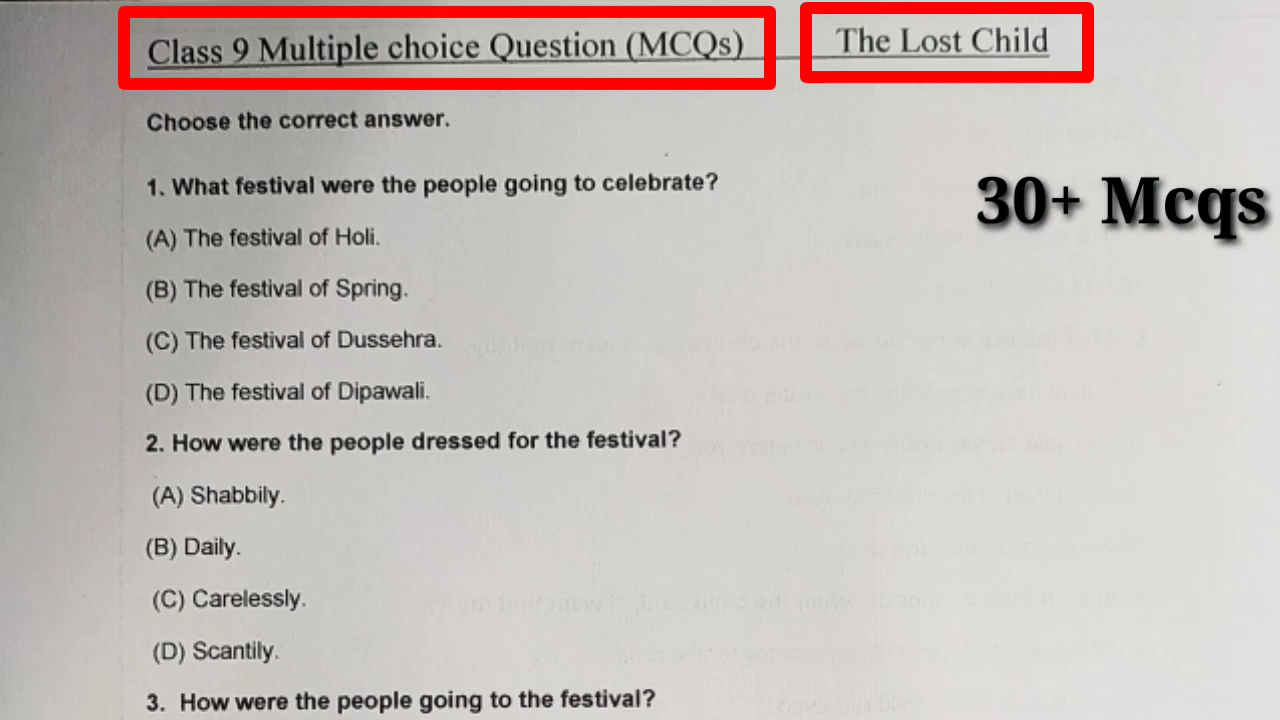 Class 9 Multiple choice Question (MCQs) The Lost Child
Choose the correct answer.
1. What festival were the people going to celebrate?
30+ Mcqs
(A) The festival of Holi.
(B) The festival of Spring.
(C) The festival of Dussehra.
(D) The festival of Dipawali.
2. How were the people dressed for the festival?
(A) Shabbily.
(B) Daily.
(C) Carelessly.
(D) Scantily.
3. How were the people going to the festival?